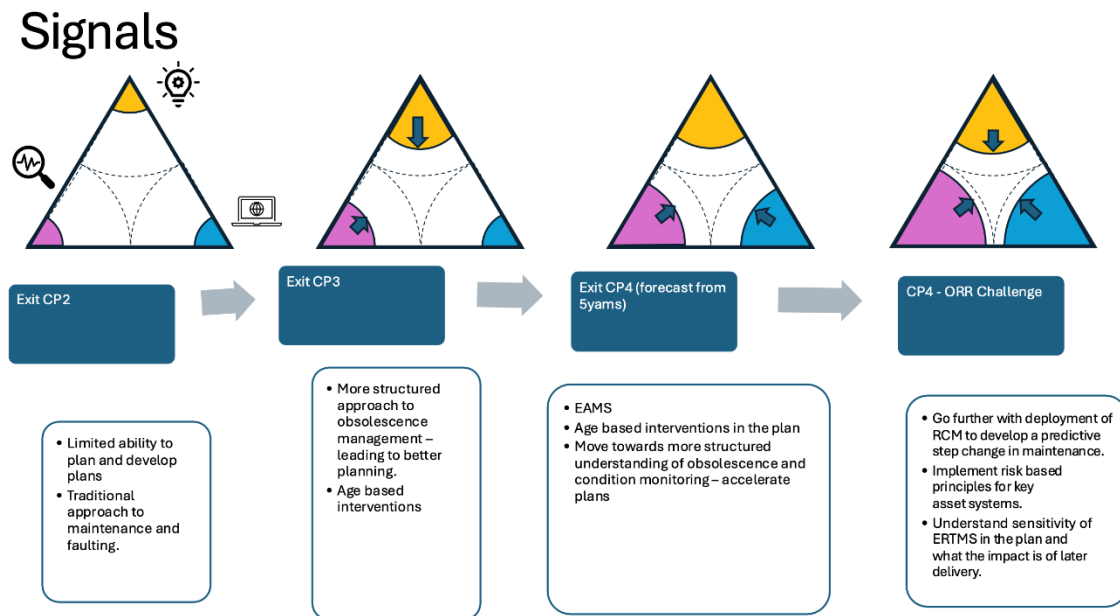 Signals
Exit CP2
Exit CP3
Exit CP4 (forecast from
5yams)
CP4 - ORR Challenge
• Limited ability to
plan and develop
plans
• Traditional
approach to
maintenance and
faulting.
• More structured
approach to
obsolescence
management –
leading to better
planning.
• Age based
interventions
• EAMS
• Age based interventions in the plan
• Move towards more structured
understanding of obsolescence and
condition monitoring – accelerate
plans
• Go further with deployment of
RCM to develop a predictive
step change in maintenance.
• Implement risk based
principles for key
asset systems.
• Understand sensitivity of
ERTMS in the plan and
what the impact is of later
delivery.